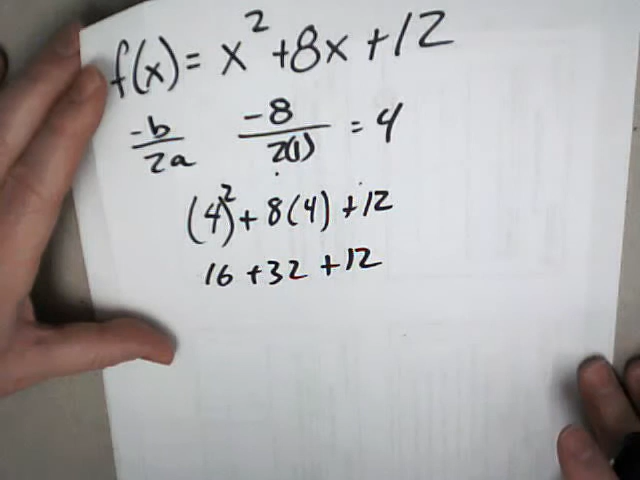 f(x) = x² + 8x + 12
-b/2a -8/2(1) = 4
(4)² + 8(4) + 12
16 + 32 + 12